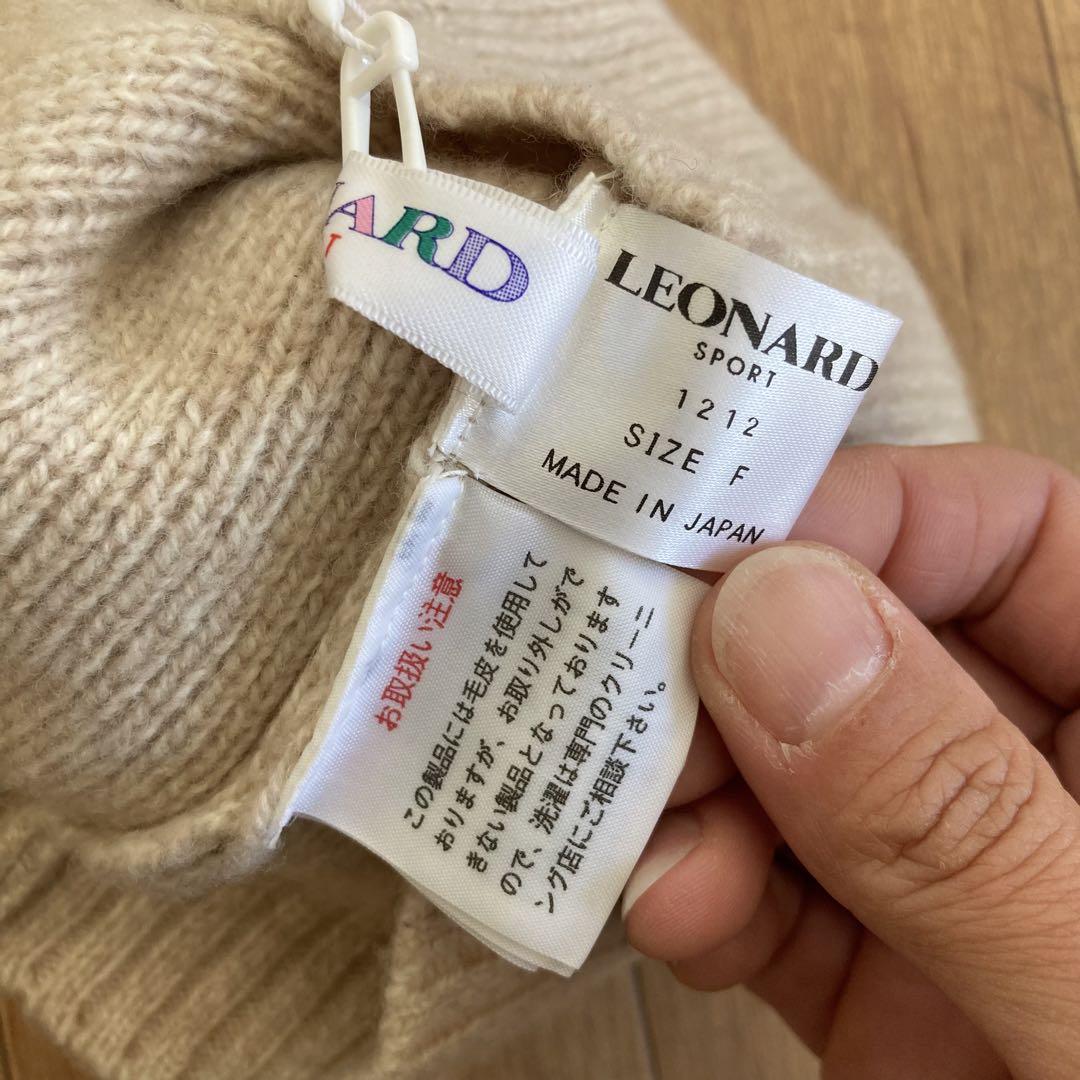 ARD
LEONARD
SPORT
1212
SIZE F
MADE IN JAPAN
お取扱い注意
この製品には毛皮を使用して
おりますが、お取り外しがで
きない製品となっております
ので、洗濯は専門のクリーニ
ング店にご相談下さい。